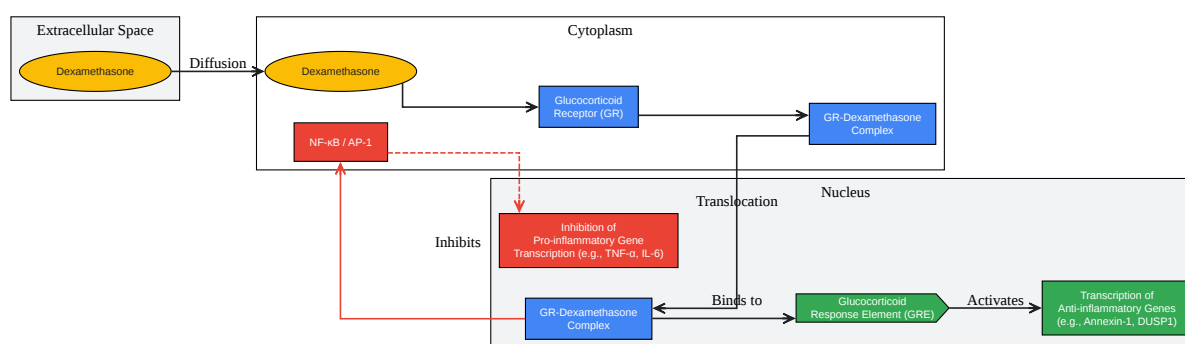 Extracellular Space
Dexamethasone
Diffusion
Cytoplasm
Dexamethasone
Glucocorticoid
Receptor (GR)
GR-Dexamethasone
Complex
NF-κB / AP-1
Nucleus
Translocation
Inhibition of
Pro-inflammatory Gene
Transcription (e.g., TNF-α, IL-6)
Inhibits
GR-Dexamethasone
Complex
Binds to
Glucocorticoid
Response Element (GRE)
Activates
Transcription of
Anti-inflammatory Genes
(e.g., Annexin-1, DUSP1)